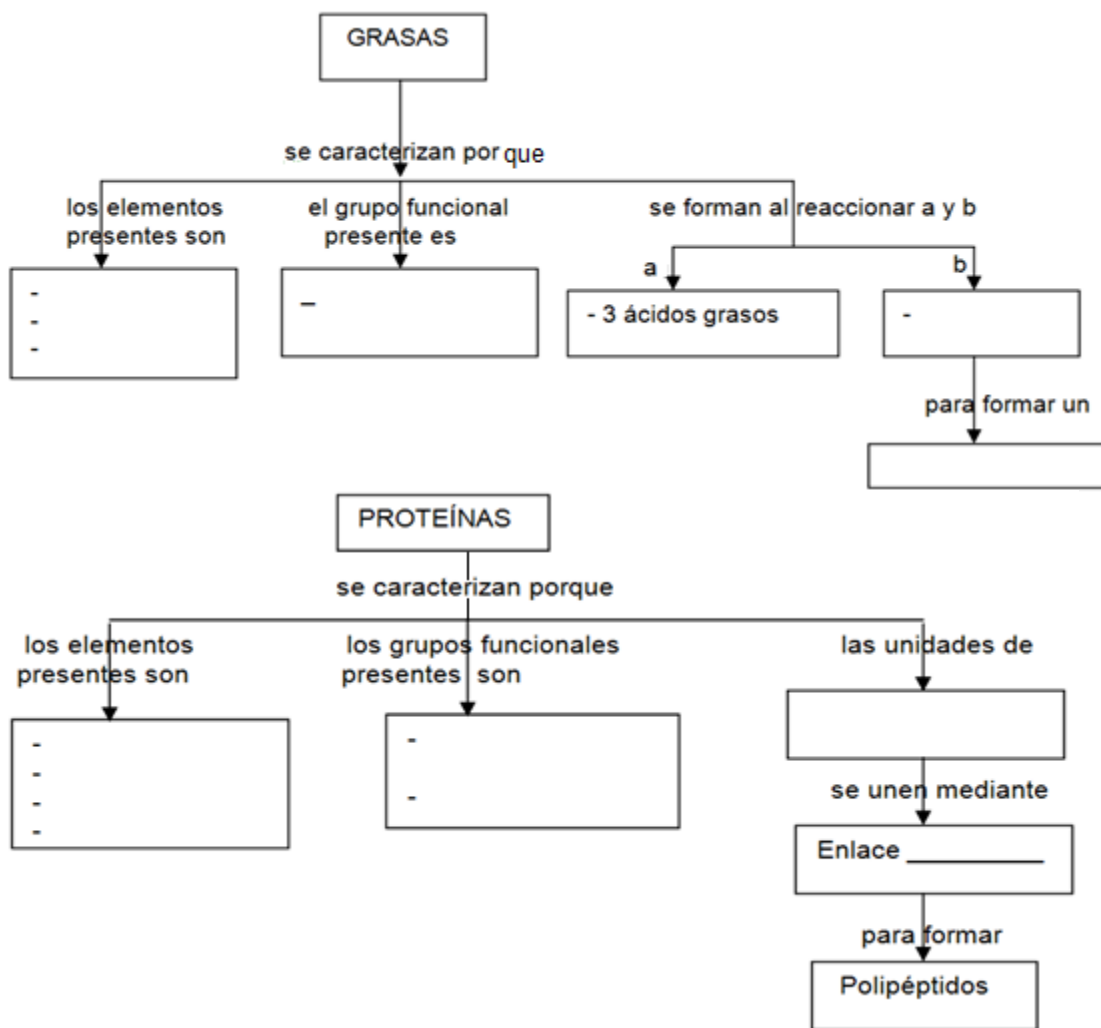 GRASAS
se caracterizan por que
los elementos
presentes son
el grupo funcional
presente es
se forman al reaccionar a y b
a
b
-
-
-
–
- 3 ácidos grasos
-
para formar un
PROTEÍNAS
se caracterizan porque
los elementos
presentes son
los grupos funcionales
presentes son
las unidades de
-
-
-
-
-
-
se unen mediante
Enlace __________
para formar
Polipéptidos